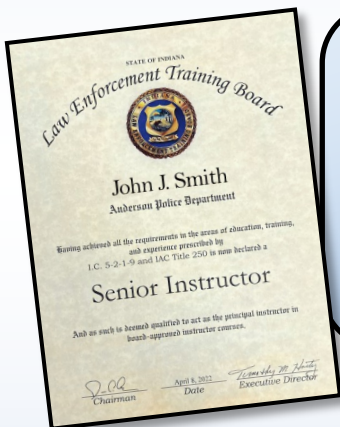 STATE OF INDIANA
Law Enforcement Training Board
John J. Smith
Anderson Police Department
Having achieved all the requirements in the areas of education, training,
and experience prescribed by
I.C. 5-2-1-9 and IAC Title 250 is now declared a
Senior Instructor
And as such is deemed qualified to act as the principal instructor in
board-approved instructor courses.
April 8, 2022
Chairman
Date
Executive Director